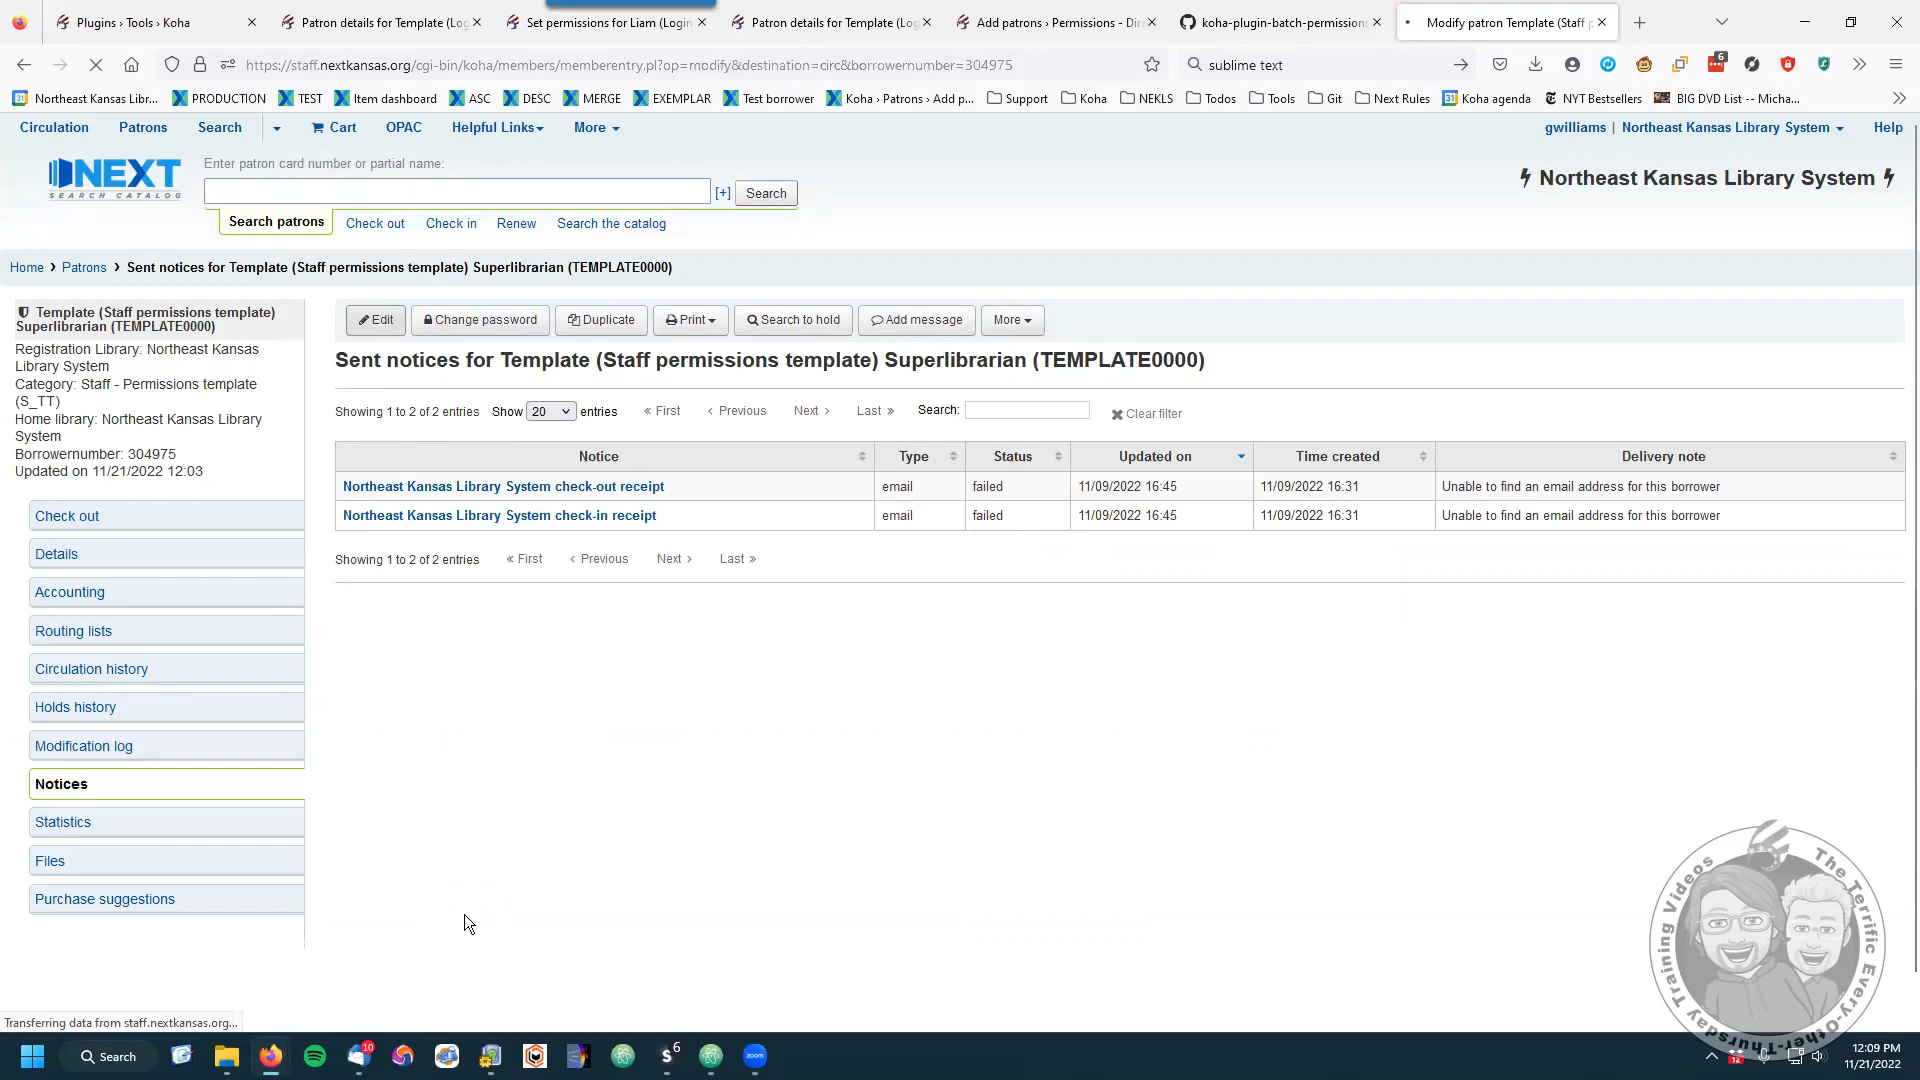 Plugins › Tools › Koha
Patron details for Template (Log
Set permissions for Liam (Login
Patron details for Template (Log
Add patrons › Permissions - Dire
koha-plugin-batch-permissions
Modify patron Template (Staff p
https://staff.nextkansas.org/cgi-bin/koha/members/memberentry.pl?op=modify&destination=circ&borrowernumber=304975
sublime text
6
Northeast Kansas Libr...
PRODUCTION
TEST
Item dashboard
ASC
DESC
MERGE
EXEMPLAR
Test borrower
Koha › Patrons › Add p...
Support
Koha
NEKLS
Todos
Tools
Git
Next Rules
31 Koha agenda
NYT Bestsellers
BIG DVD List -- Micha...
Circulation
Patrons
Search
Cart
OPAC
Helpful Links
More
gwilliams | Northeast Kansas Library System
Help
NEXT
SEARCH CATALOG
Enter patron card number or partial name:
[+]
Search
Search patrons
Check out
Check in
Renew
Search the catalog
Northeast Kansas Library System
Home › Patrons › Sent notices for Template (Staff permissions template) Superlibrarian (TEMPLATE0000)
Template (Staff permissions template)
Superlibrarian (TEMPLATE0000)
Registration Library: Northeast Kansas
Library System
Category: Staff - Permissions template
(S_TT)
Home library: Northeast Kansas Library
System
Borrowernumber: 304975
Updated on 11/21/2022 12:03
Check out
Details
Accounting
Routing lists
Circulation history
Holds history
Modification log
Notices
Statistics
Files
Purchase suggestions
Edit
Change password
Duplicate
Print
Search to hold
Add message
More
Sent notices for Template (Staff permissions template) Superlibrarian (TEMPLATE0000)
Showing 1 to 2 of 2 entries Show 20 entries « First ‹ Previous Next › Last » Search: Clear filter
Notice Type Status Updated on Time created Delivery note
Northeast Kansas Library System check-out receipt email failed 11/09/2022 16:45 11/09/2022 16:31 Unable to find an email address for this borrower
Northeast Kansas Library System check-in receipt email failed 11/09/2022 16:45 11/09/2022 16:31 Unable to find an email address for this borrower
Showing 1 to 2 of 2 entries « First ‹ Previous Next › Last »
The Terrific Every-Other-Thursday Training Videos
Transferring data from staff.nextkansas.org...
Search
10
6
zoom
12
12:09 PM
11/21/2022